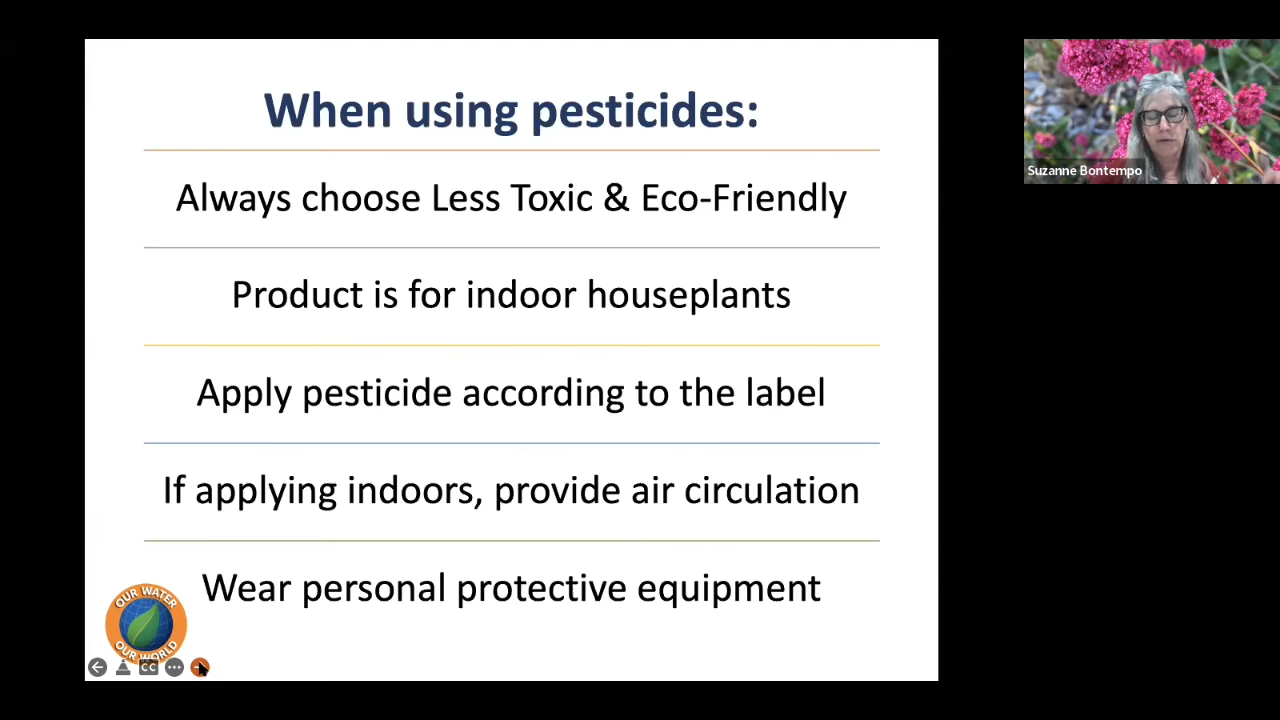 When using pesticides:
Always choose Less Toxic & Eco-Friendly
Product is for indoor houseplants
Apply pesticide according to the label
If applying indoors, provide air circulation
Wear personal protective equipment
OUR WATER
OUR WORLD
CC
Suzanne Bontempo